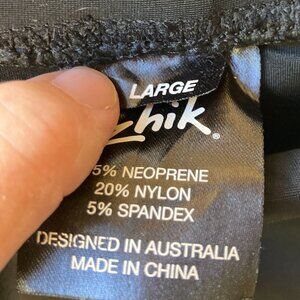 LARGE
zhik®
5% NEOPRENE
20% NYLON
5% SPANDEX
DESIGNED IN AUSTRALIA
MADE IN CHINA